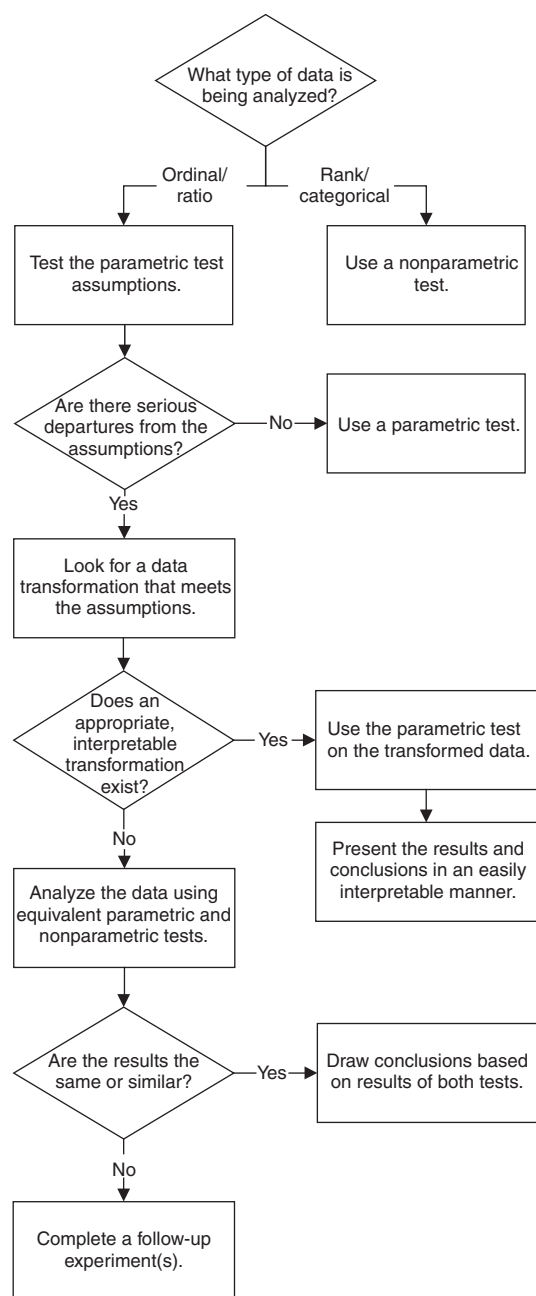 What type of data is
being analyzed?
Ordinal/
ratio
Rank/
categorical
Test the parametric test
assumptions.
Use a nonparametric
test.
Are there serious
departures from the
assumptions?
No
Use a parametric test.
Yes
Look for a data
transformation that meets
the assumptions.
Does an
appropriate,
interpretable
transformation
exist?
Yes
Use the parametric test
on the transformed data.
No
Present the results and
conclusions in an easily
interpretable manner.
Analyze the data using
equivalent parametric and
nonparametric tests.
Are the results the
same or similar?
Yes
Draw conclusions based
on results of both tests.
No
Complete a follow-up
experiment(s).